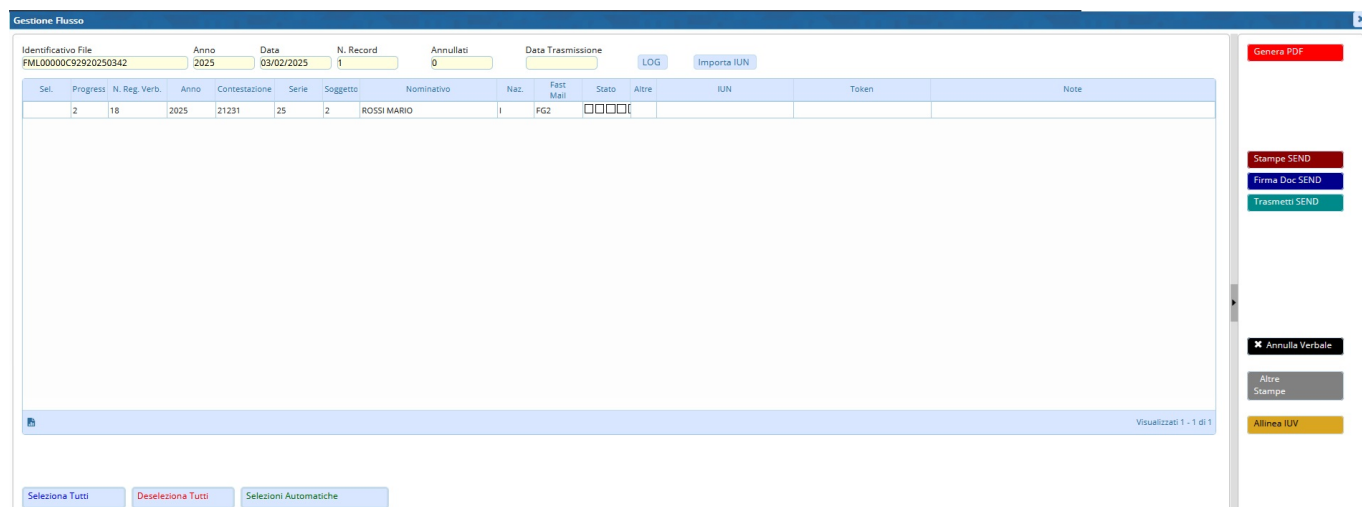 Gestione Flusso
Identificativo File Anno Data N. Record Annullati Data Trasmissione
FML00000C92920250342 2025 03/02/2025 1 0 LOG Importa IUN
Sel. Progress N. Reg. Verb. Anno Contestazione Serie Soggetto Nominativo Naz. Fast Mail Stato Altre IUN Token Note
2 18 2025 21231 25 2 ROSSI MARIO I FG2
Visualizzati 1 - 1 di 1
Seleziona Tutti Deseleziona Tutti Selezioni Automatiche
Genera PDF
Stampe SEND
Firma Doc SEND
Trasmetti SEND
Annulla Verbale
Altre
Stampe
Allinea IUV